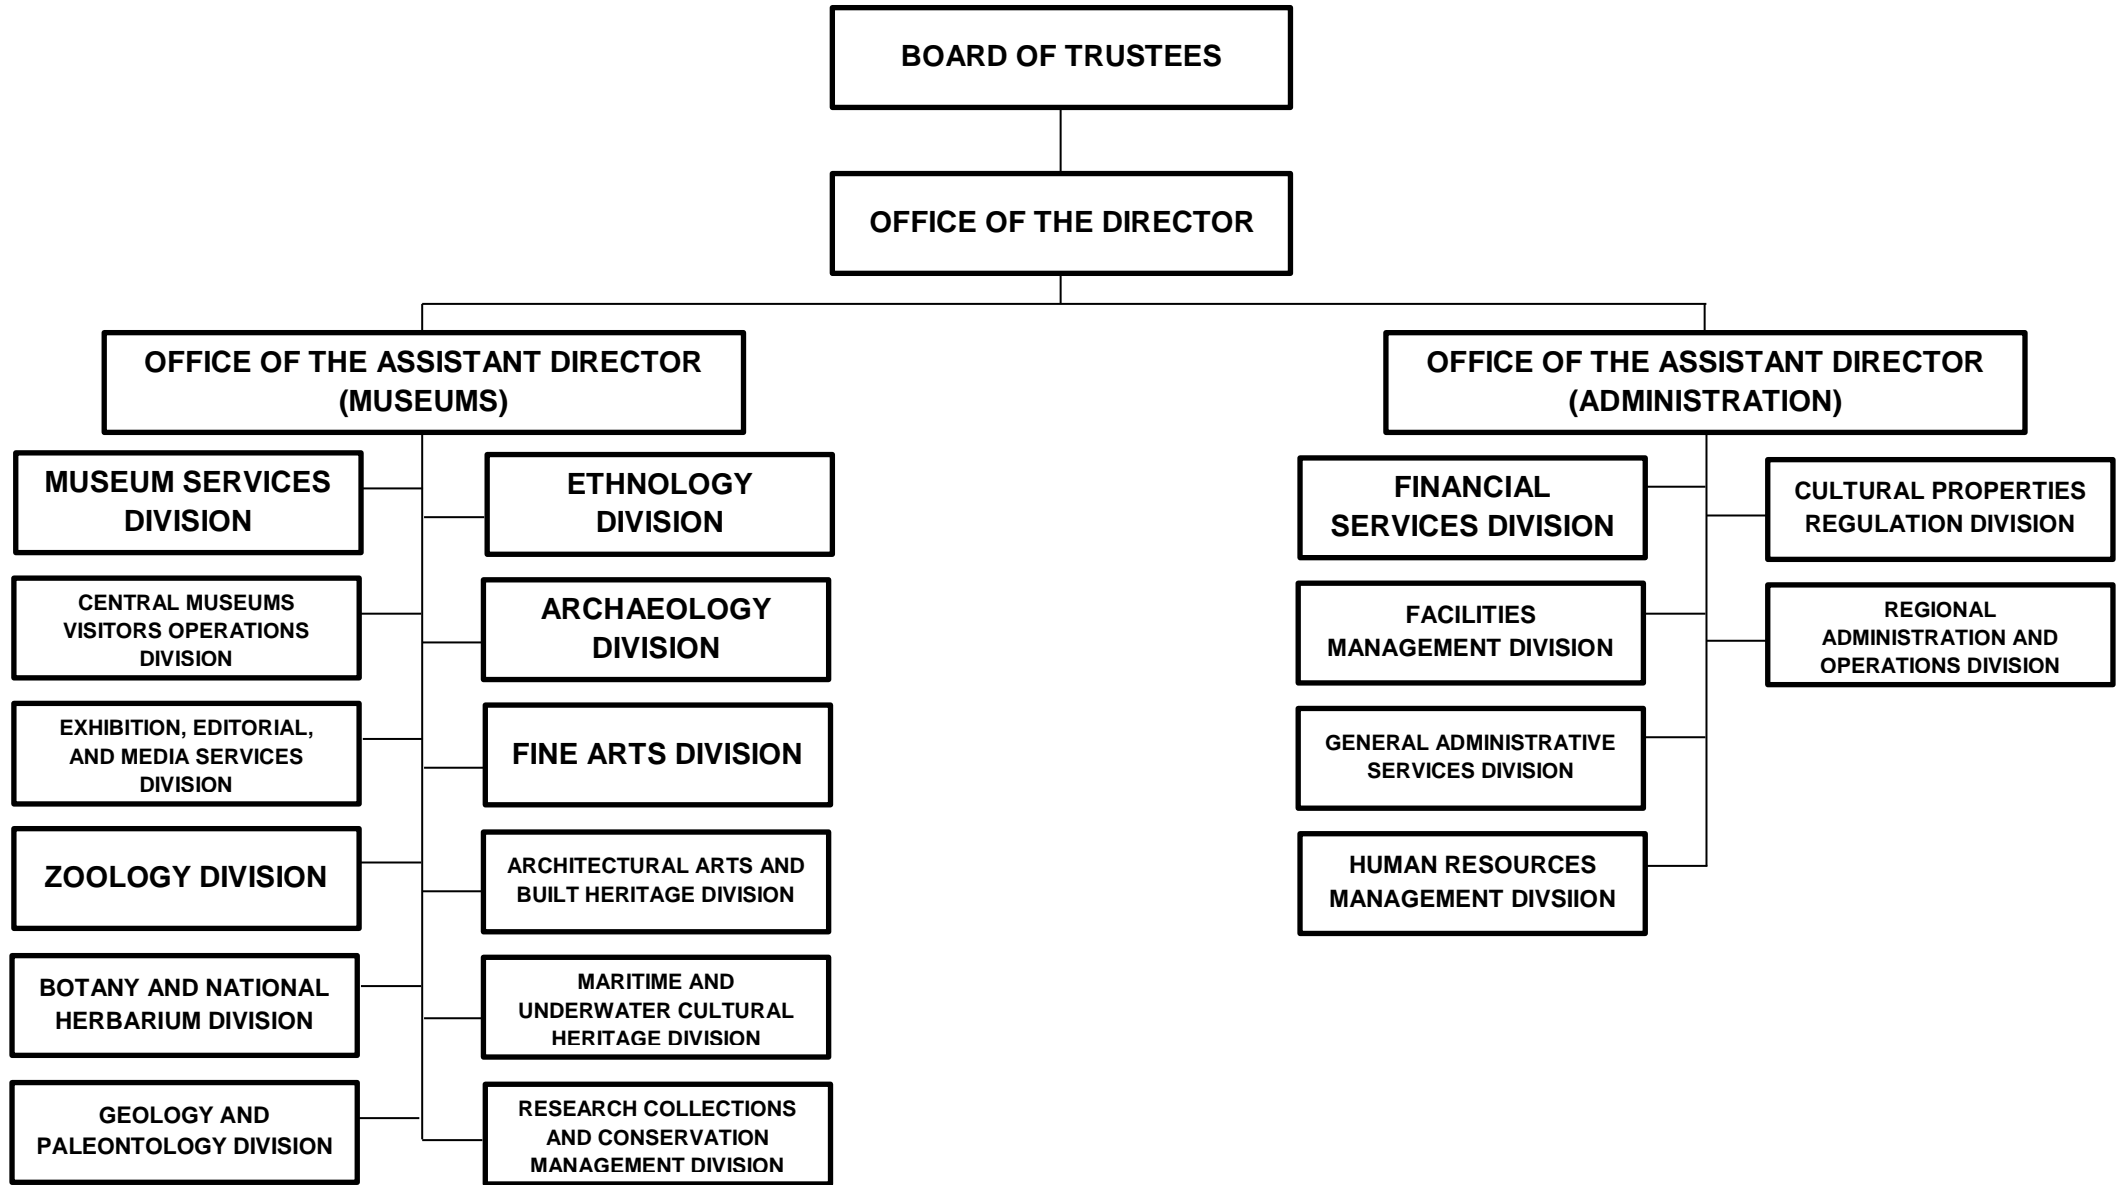 BOARD OF TRUSTEES
OFFICE OF THE DIRECTOR
OFFICE OF THE ASSISTANT DIRECTOR
(MUSEUMS)
OFFICE OF THE ASSISTANT DIRECTOR
(ADMINISTRATION)
MUSEUM SERVICES
DIVISION
ETHNOLOGY
DIVISION
CENTRAL MUSEUMS
VISITORS OPERATIONS
DIVISION
ARCHAEOLOGY
DIVISION
EXHIBITION, EDITORIAL,
AND MEDIA SERVICES
DIVISION
FINE ARTS DIVISION
ZOOLOGY DIVISION
ARCHITECTURAL ARTS AND
BUILT HERITAGE DIVISION
BOTANY AND NATIONAL
HERBARIUM DIVISION
MARITIME AND
UNDERWATER CULTURAL
HERITAGE DIVISION
GEOLOGY AND
PALEONTOLOGY DIVISION
RESEARCH COLLECTIONS
AND CONSERVATION
MANAGEMENT DIVISION
FINANCIAL
SERVICES DIVISION
CULTURAL PROPERTIES
REGULATION DIVISION
FACILITIES
MANAGEMENT DIVISION
REGIONAL
ADMINISTRATION AND
OPERATIONS DIVISION
GENERAL ADMINISTRATIVE
SERVICES DIVISION
HUMAN RESOURCES
MANAGEMENT DIVSIION